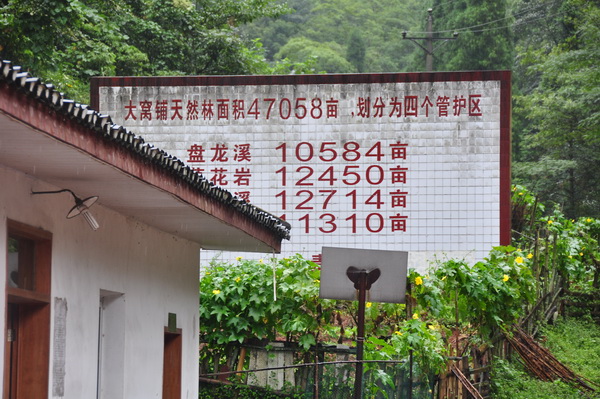 大窝铺天然林面积47058亩，划分为四个管护区
盘龙溪 10584亩
花岩 12450亩
溪 12714亩
11310亩